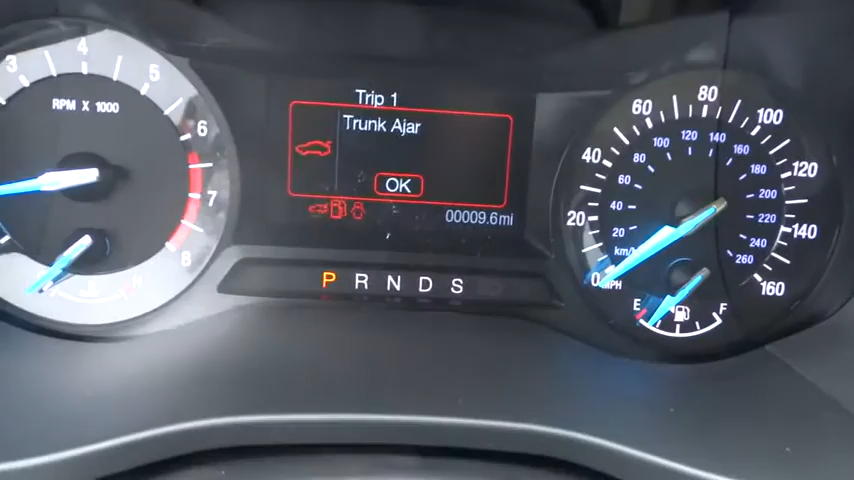 3
4
5
6
7
8
RPM X 1000
H
Trip 1
Trunk Ajar
OK
00009.6mi
P R N D S
0
20
40
60
80
100
120
140
160
MPH
20
40
60
80
100
120
140
160
180
200
220
240
260
km/h
E
F